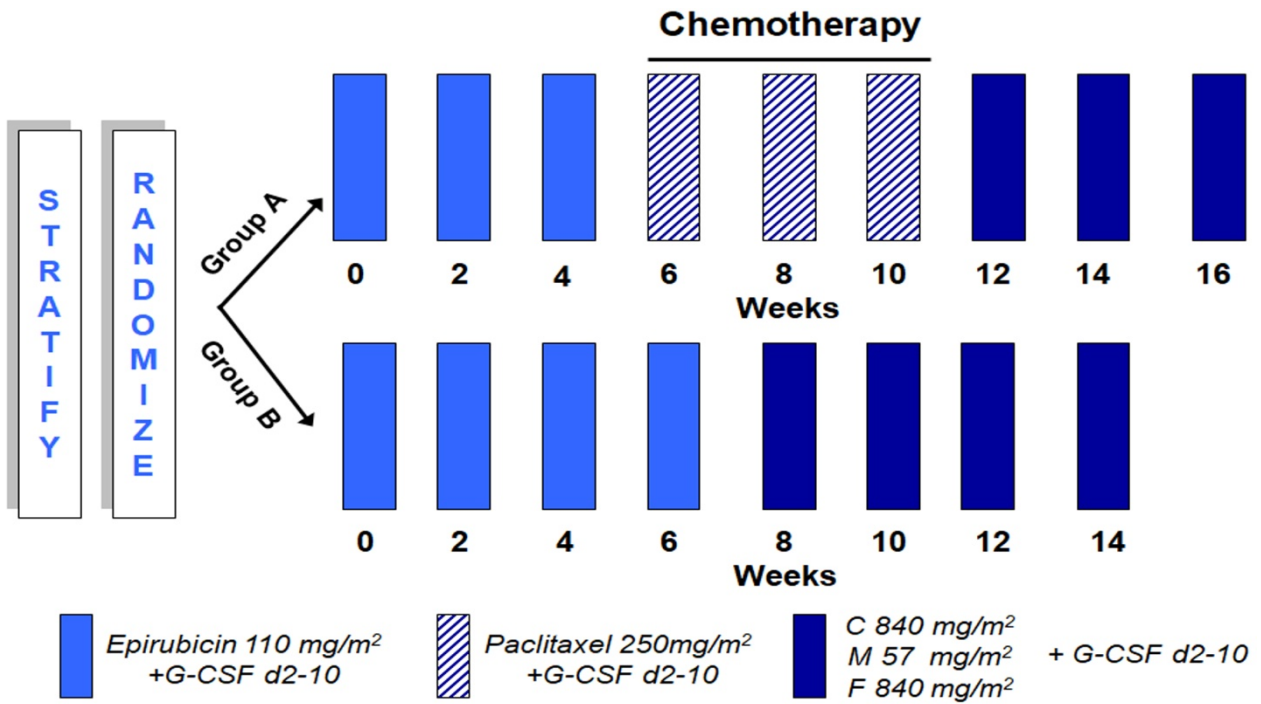 Chemotherapy
STRATIFY
RANDOMIZE
Group A
0 2 4 6 8 10 12 14 16
Weeks
Group B
0 2 4 6 8 10 12 14
Weeks
Epirubicin 110 mg/m²
+G-CSF d2-10
Paclitaxel 250mg/m²
+G-CSF d2-10
C 840 mg/m²
M 57 mg/m²
F 840 mg/m²
+ G-CSF d2-10